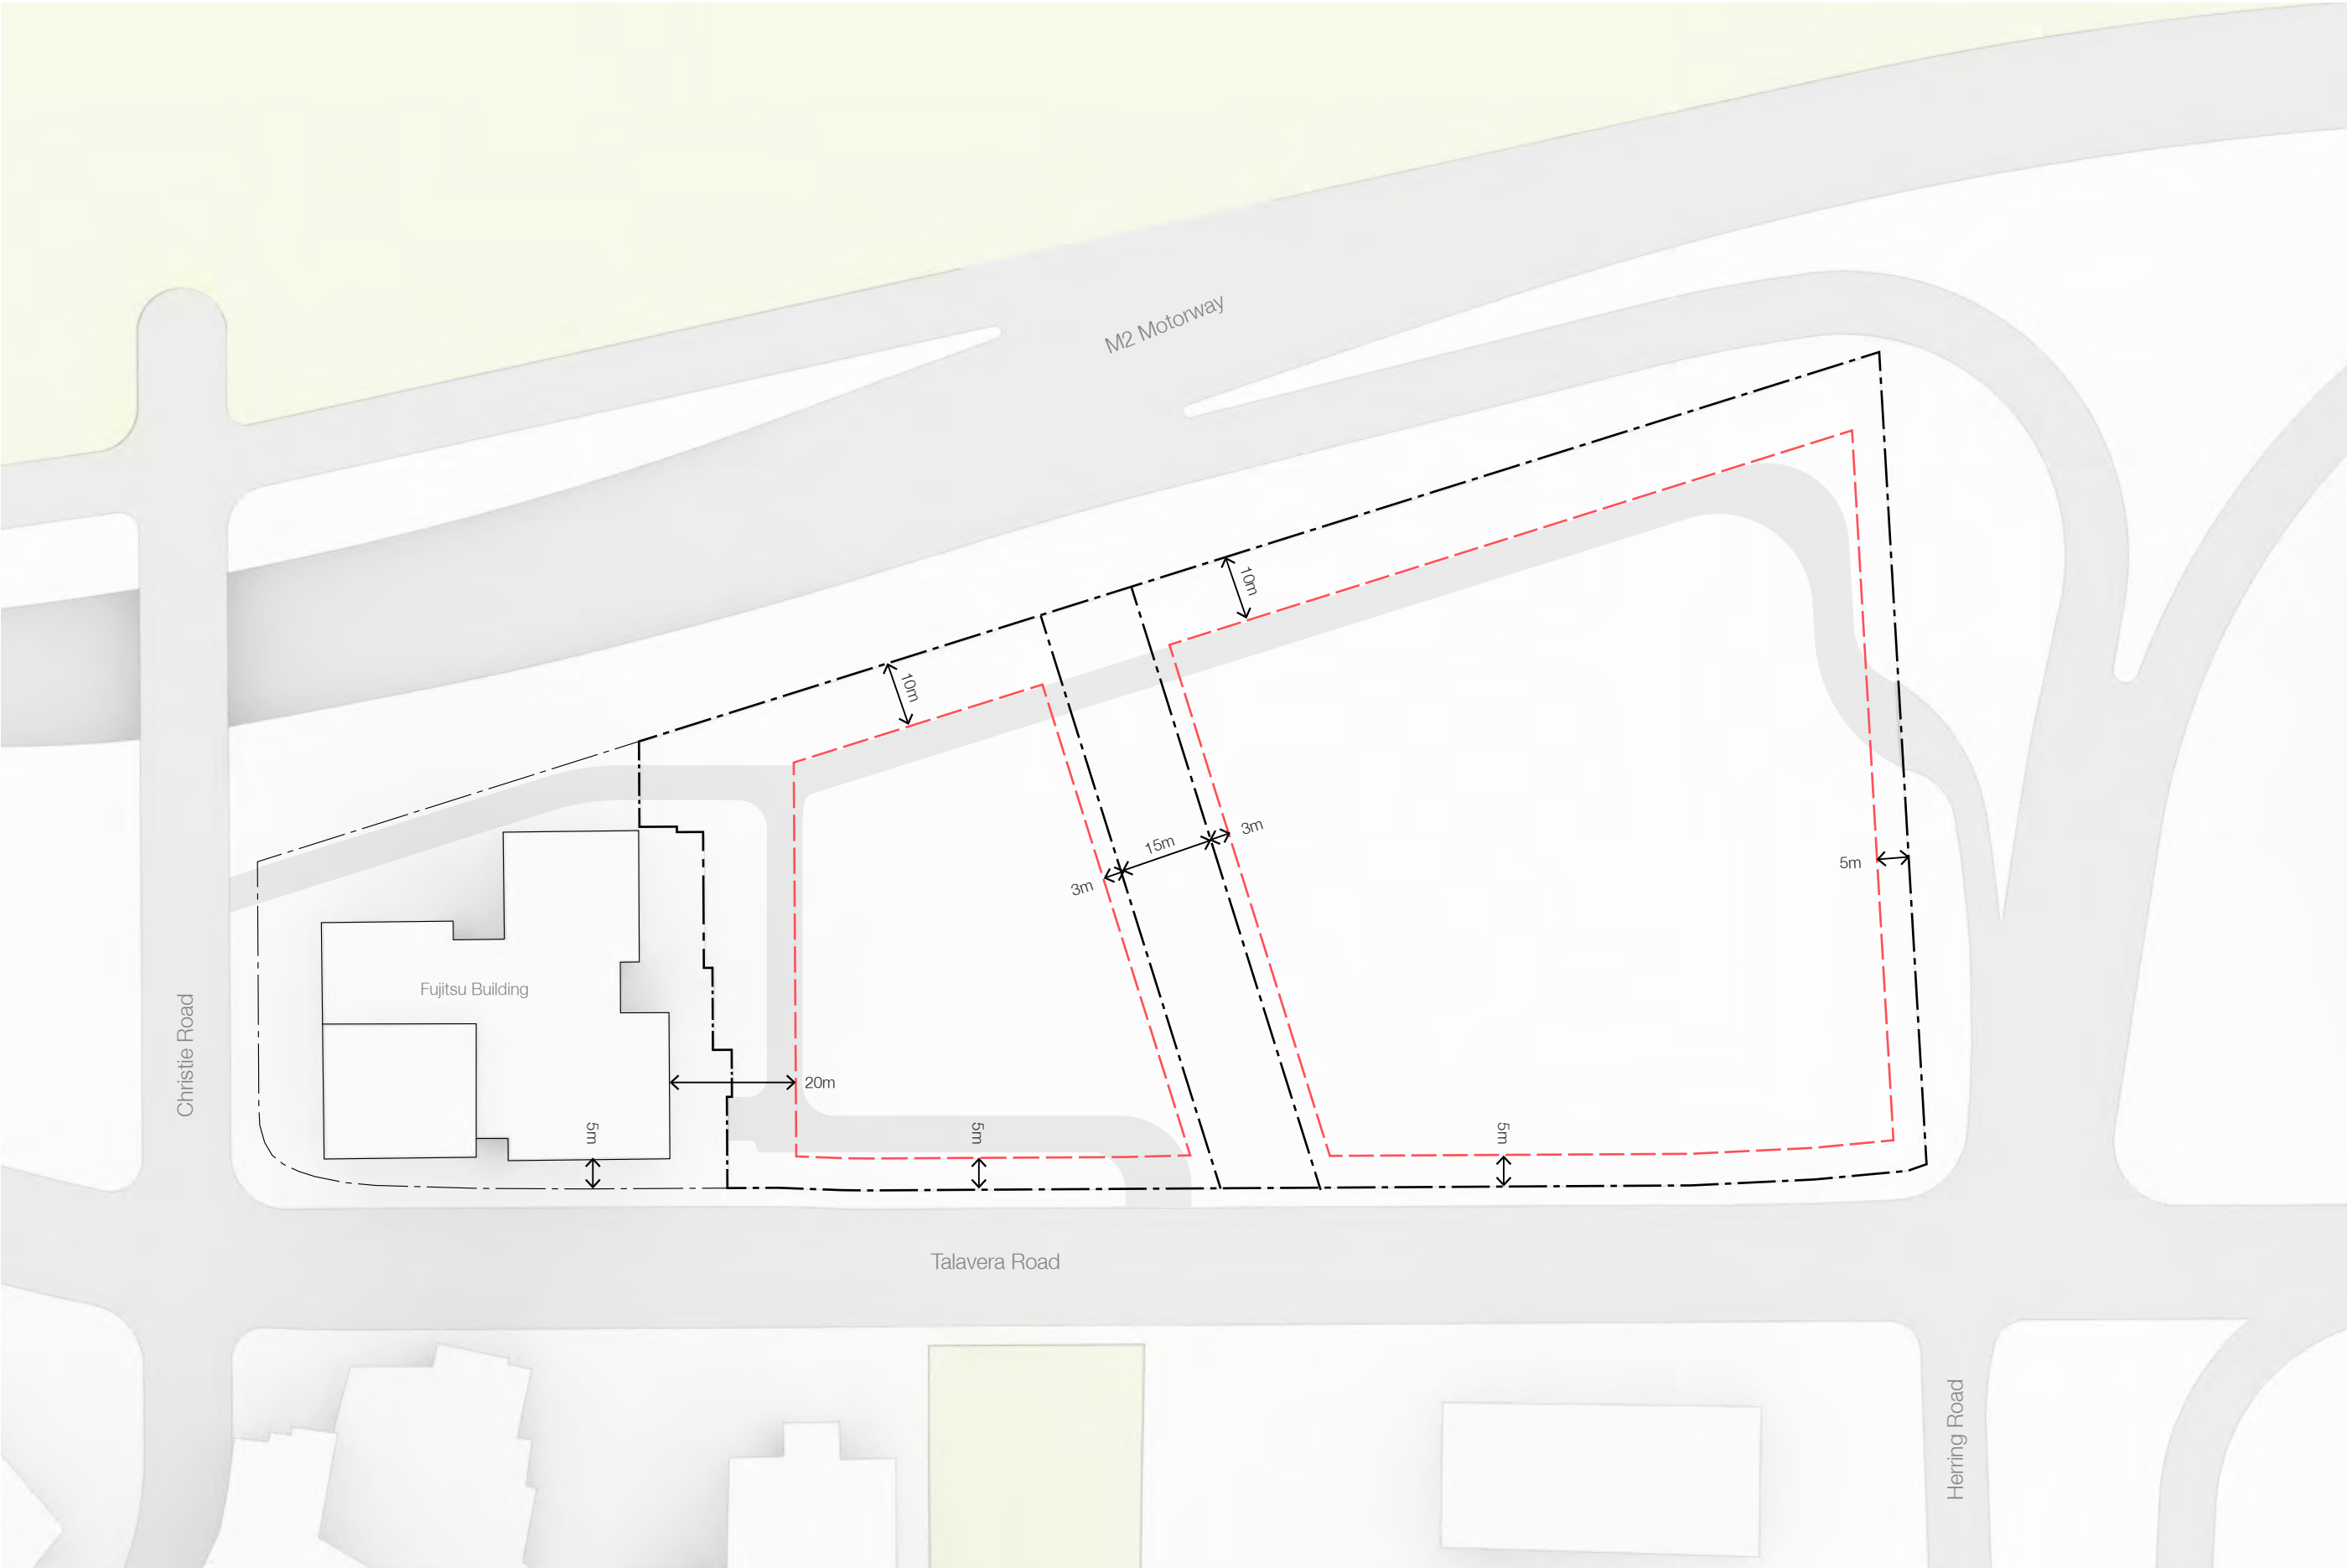 M2 Motorway
10m
10m
15m
3m
3m
5m
Fujitsu Building
Christie Road
20m
5m
5m
5m
Talavera Road
Herring Road